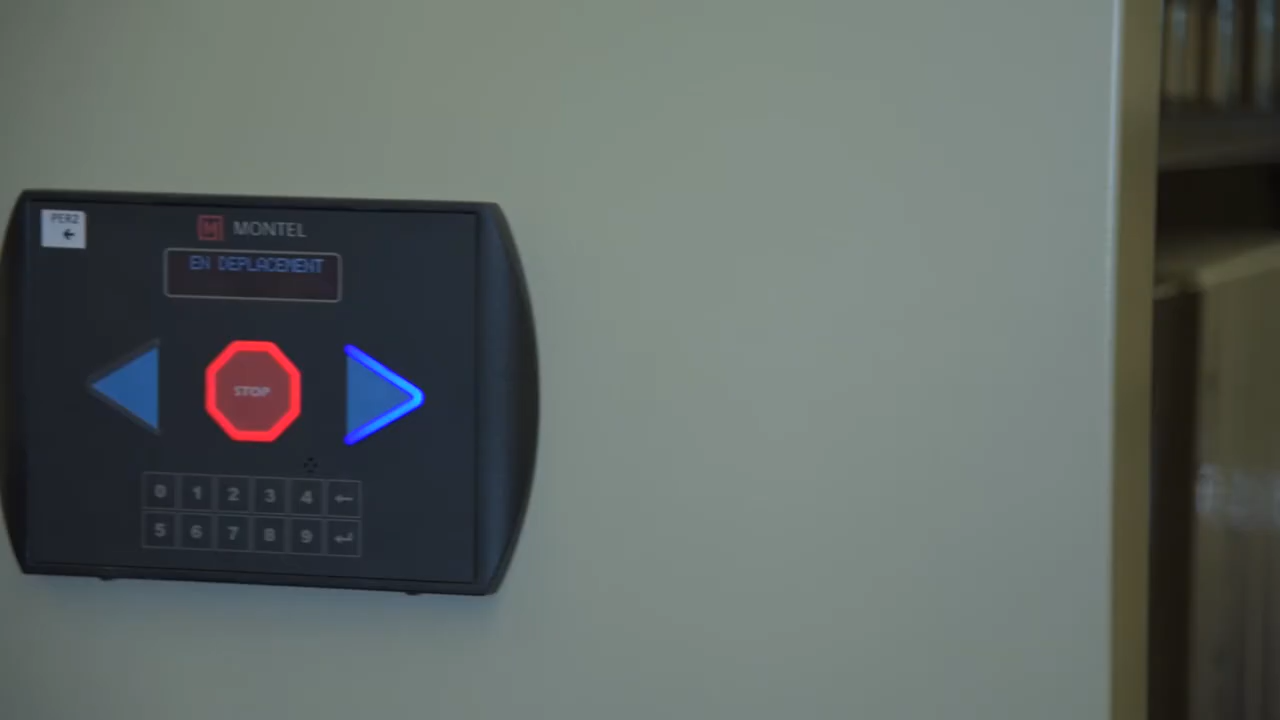 PER2
←
M MONTEL
EN DEPLACEMENT
STOP
0 1 2 3 4 ←
5 6 7 8 9 ↵